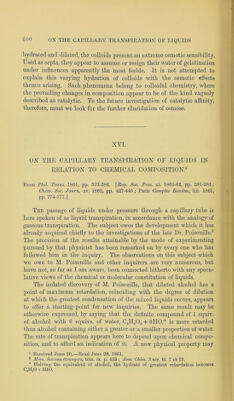 600 ON THE CAPILLARY TRANSPIRATION OF LIQUIDS
hydrated and dilated, the colloids present an extreme osmotic sensibility.
Used as septa, they appear to assume or resign their water of gelatination
under influences apparently the most feeble. It is not attempted to
explain this varying hydration of colloids with the osmotic effects
thence arising. Such phenomena belong to colloidal chemistry, where
the prevailing changes in composition appear to be of the kind vaguely
described as catalytic. To the future investigation of catalytic affinity,
therefore, must we look for the further elucidation of osmose.
XVI.
ON THE CAPILLARY TRANSPIRATION OF LIQUIDS IN
RELATION TO CHEMICAL COMPOSITION.¹
From Phil. Trans. 1861, pp. 373-386. [Roy. Soc. Proc. xi. 1860-62, pp. 381-384;
Chem. Soc. Journ. xv. 1862, pp. 427-445; Paris Comptes Rendus, liii. 1861,
pp. 774-777.]
THE passage of liquids under pressure through a capillary tube is
here spoken of as liquid transpiration, in accordance with the analogy of
gaseous transpiration. The subject owes the development which it has
already acquired chiefly to the investigations of the late Dr. Poiseuille.²
The precision of the results attainable by the mode of experimenting
pursued by that physicist has been remarked on by every one who has
followed him in the inquiry. The observations on this subject which
we owe to M. Poiseuille and other inquirers are very numerous, but
have not, so far as I am aware, been connected hitherto with any specu-
lative views of the chemical or molecular constitution of liquids.
The isolated discovery of M. Poiseuille, that diluted alcohol has a
point of maximum retardation, coinciding with the degree of dilution
at which the greatest condensation of the mixed liquids occurs, appears
to offer a starting-point for new inquiries. The same result may be
otherwise expressed, by saying that the definite compound of 1 equiv.
of alcohol with 6 equivs. of water, C₄H₆O₂ + 6HO,³ is more retarded
than alcohol containing either a greater or a smaller proportion of water.
The rate of transpiration appears here to depend upon chemical compo-
sition, and to afford an indication of it. A new physical property may
¹ Received June 20,—Read June 20, 1861.
² Mém. Savans étrangers, tom. ix. p. 433; Ann. Chim. 3 sér. tt. 7 et 21.
³ Halving the equivalent of alcohol, the hydrate of greatest retardation becomes